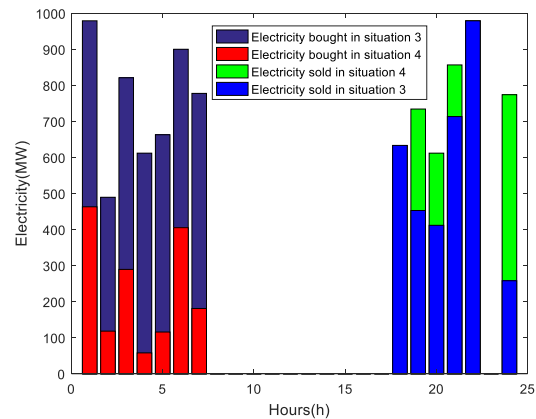 Electricity bought in situation 3
Electricity bought in situation 4
Electricity sold in situation 4
Electricity sold in situation 3
Electricity(MW)
1000
900
800
700
600
500
400
300
200
100
0
0 5 10 15 20 25
Hours(h)